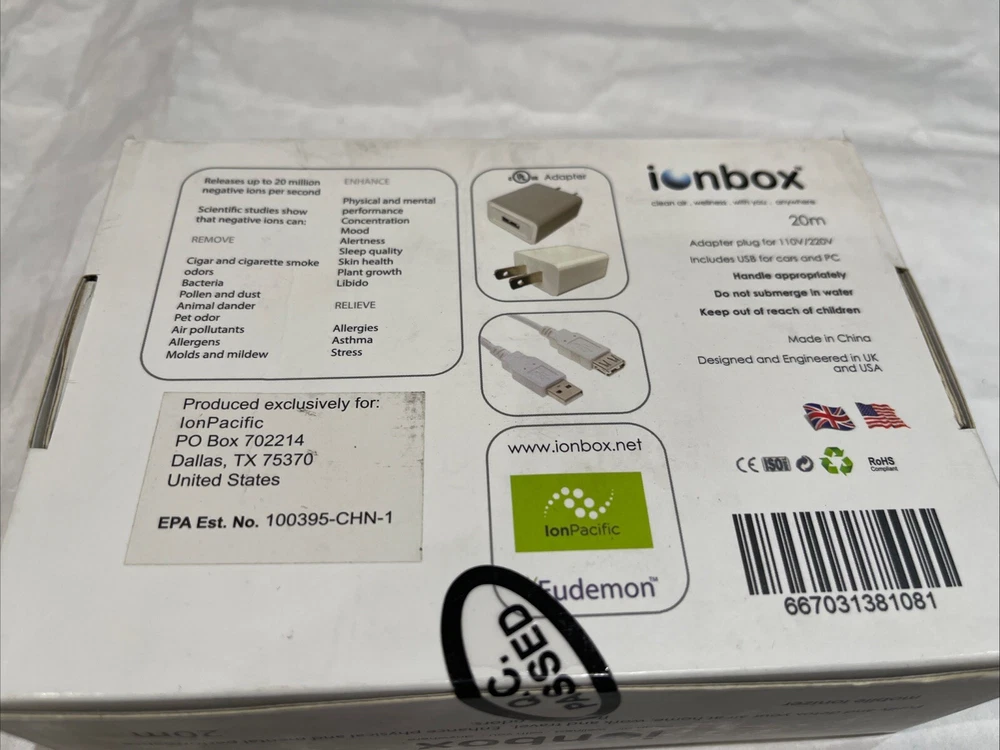 Releases up to 20 million
negative ions per second
Scientific studies show
that negative ions can:
REMOVE
Cigar and cigarette smoke
odors
Bacteria
Pollen and dust
Animal dander
Pet odor
Air pollutants
Allergens
Molds and mildew
ENHANCE
Physical and mental
performance
Concentration
Mood
Alertness
Sleep quality
Skin health
Plant growth
Libido
RELIEVE
Allergies
Asthma
Stress
Adapter
ionbox
clean air . wellness . with you . anywhere
20m
Adapter plug for 110V/220V
Includes USB for cars and PC
Handle appropriately
Do not submerge in water
Keep out of reach of children
Made in China
Designed and Engineered in UK
and USA
CE ISO RoHS
Compliant
667031381081
www.ionbox.net
IonPacific
Eudemon™
Produced exclusively for:
IonPacific
PO Box 702214
Dallas, TX 75370
United States
EPA Est. No. 100395-CHN-1
Q.C.
PASSED
20m
ionbox